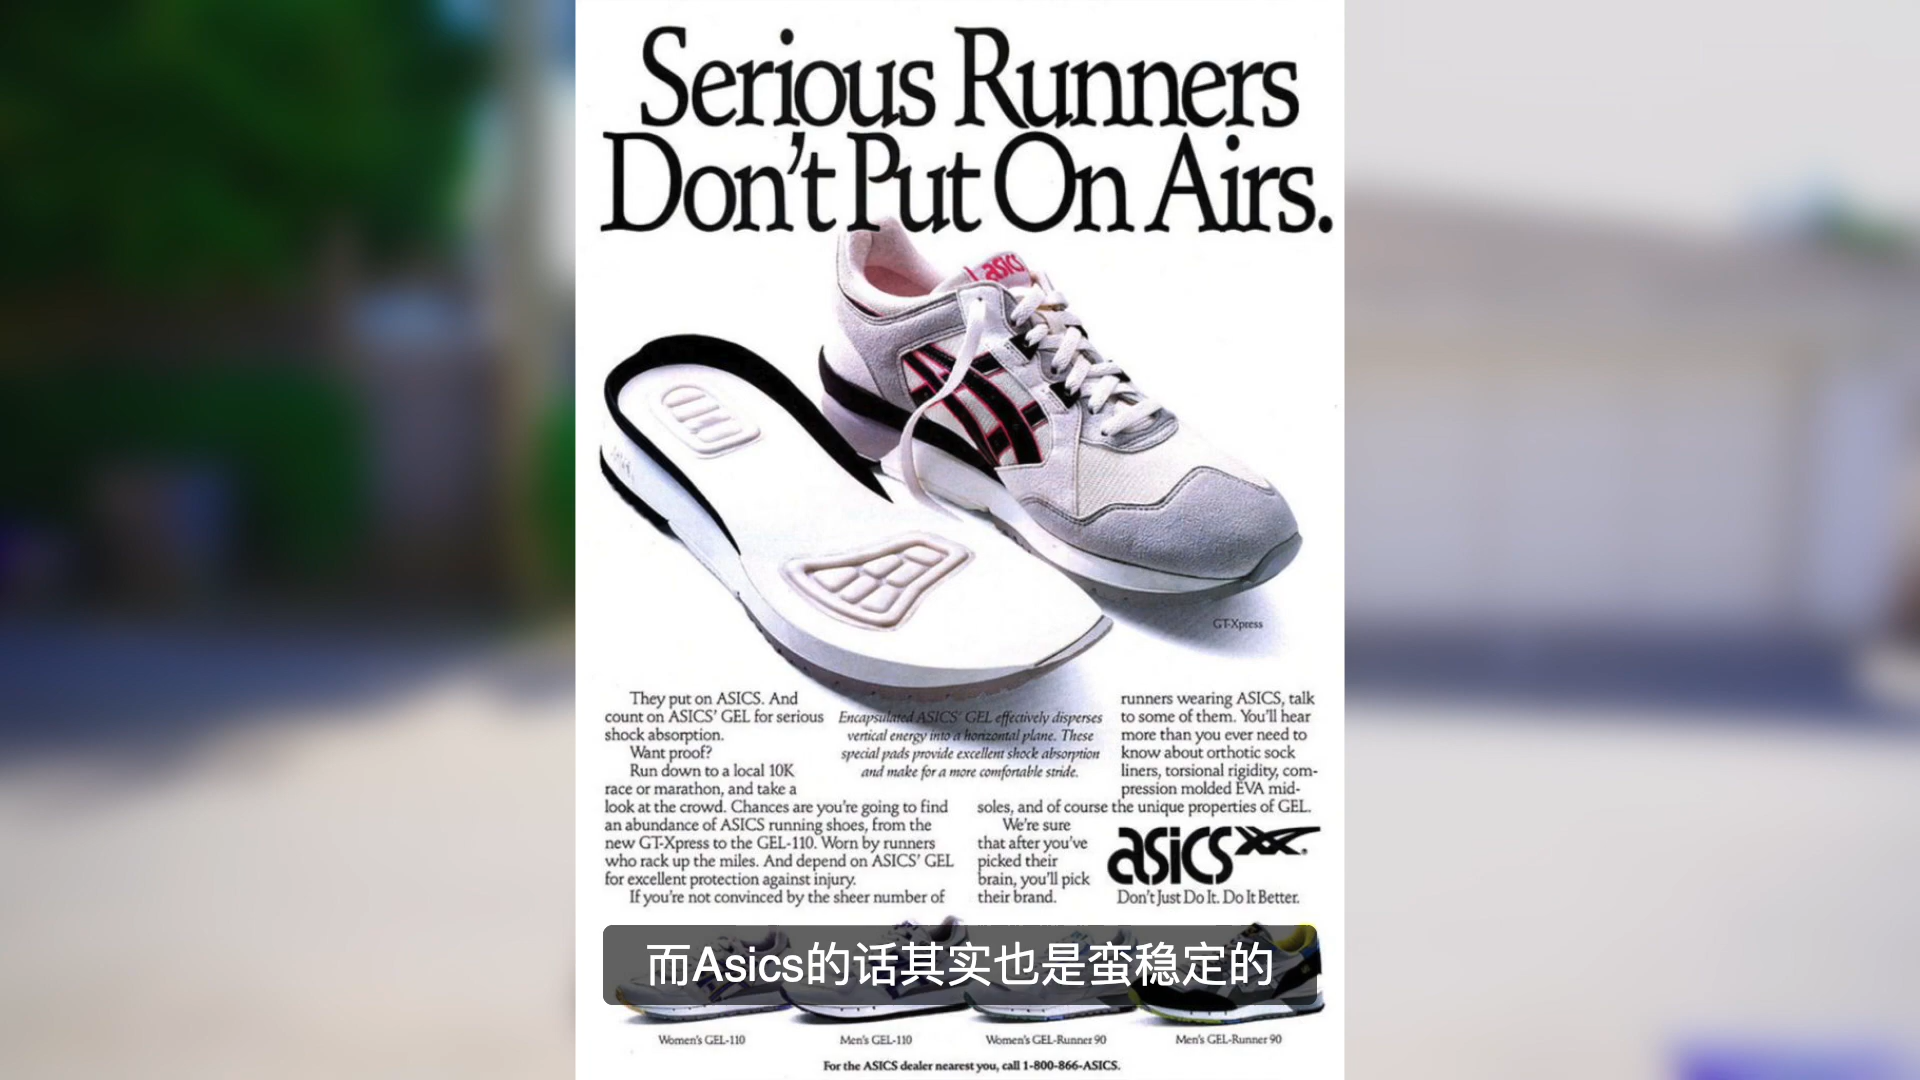 Serious Runners
Don't Put On Airs.
asics
GT-Xpress
They put on ASICS. And
count on ASICS' GEL for serious
shock absorption.
Want proof?
Run down to a local 10K
race or marathon, and take a
look at the crowd. Chances are you're going to find
an abundance of ASICS running shoes, from the
new GT-Xpress to the GEL-110. Worn by runners
who rack up the miles. And depend on ASICS' GEL
for excellent protection against injury.
If you're not convinced by the sheer number of
Encapsulated ASICS' GEL effectively disperses
vertical energy into a horizontal plane. These
special pads provide excellent shock absorption
and make for a more comfortable stride.
runners wearing ASICS, talk
to some of them. You'll hear
more than you ever need to
know about orthotic sock
liners, torsional rigidity, com-
pression molded EVA mid-
soles, and of course the unique properties of GEL.
We're sure
that after you've
picked their
brain, you'll pick
their brand.
asics
Don't Just Do It. Do It Better.
而Asics的话其实也是蛮稳定的
Women's GEL-110
Men's GEL-110
Women's GEL-Runner 90
Men's GEL-Runner 90
For the ASICS dealer nearest you, call 1-800-866-ASICS.